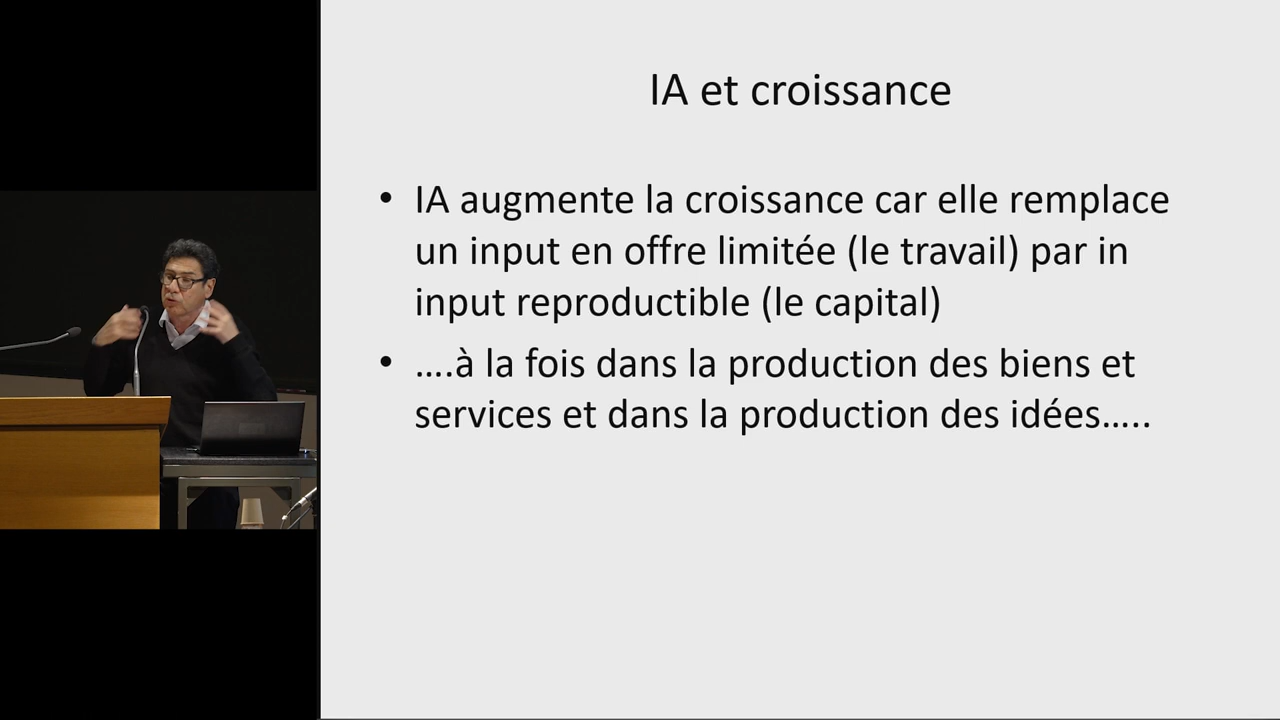 IA et croissance
• IA augmente la croissance car elle remplace
un input en offre limitée (le travail) par in
input reproductible (le capital)
• ....à la fois dans la production des biens et
services et dans la production des idées.....